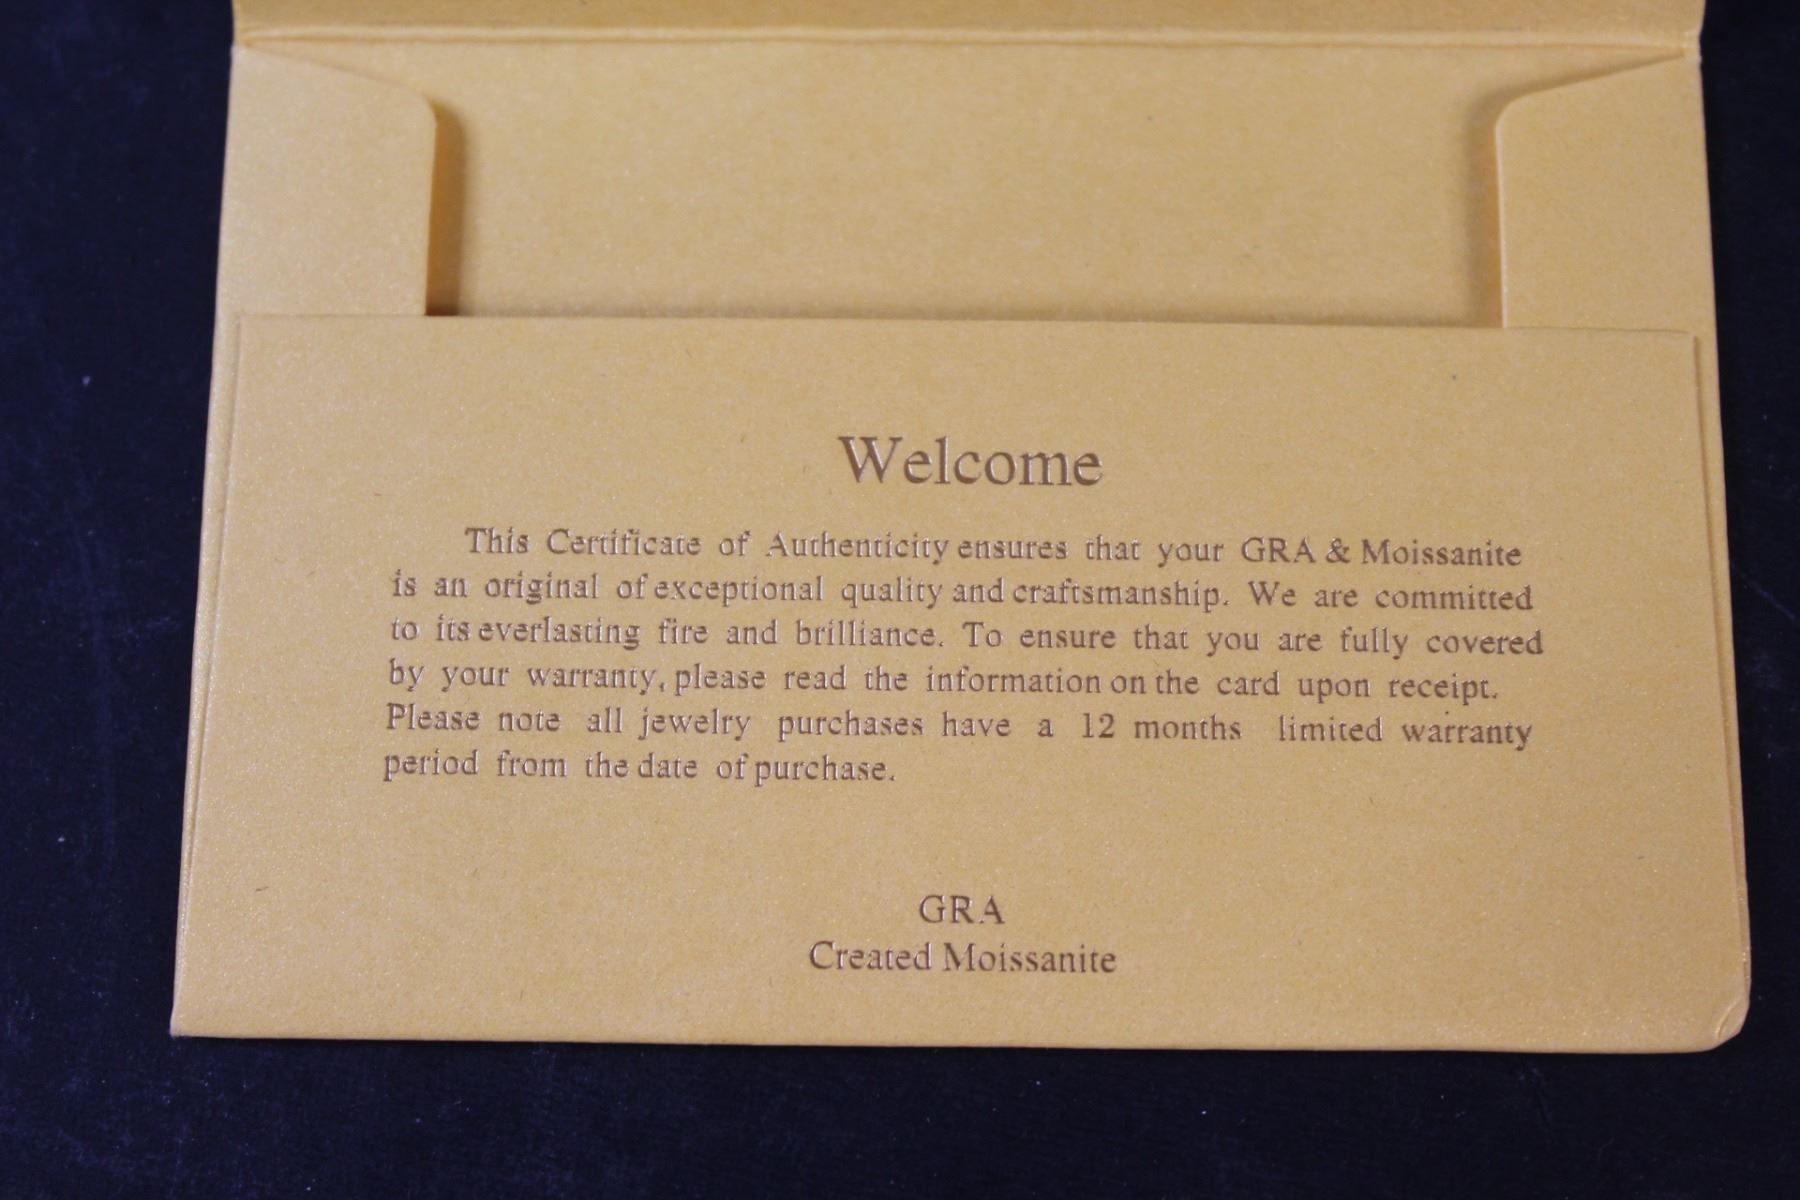 Welcome
This Certificate of Authenticity ensures that your GRA & Moissanite
is an original of exceptional quality and craftsmanship. We are committed
to its everlasting fire and brilliance. To ensure that you are fully covered
by your warranty, please read the information on the card upon receipt.
Please note all jewelry purchases have a 12 months limited warranty
period from the date of purchase.
GRA
Created Moissanite